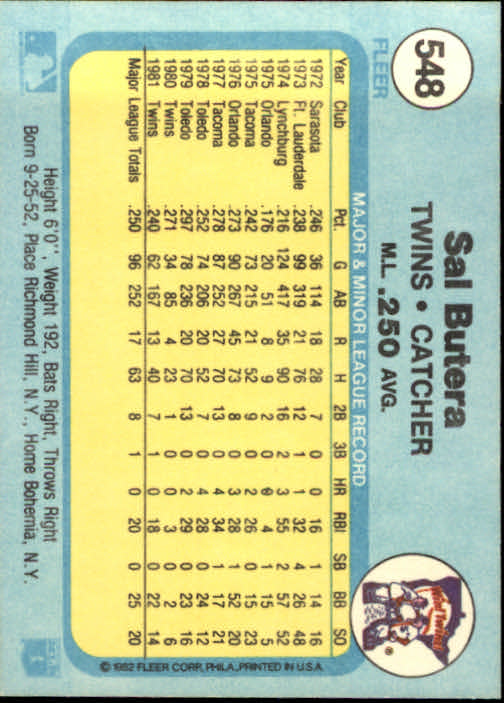 548
FLEER
Sal Butera
TWINS • CATCHER
M.L. .250 AVG.
Win! Twins!
MAJOR & MINOR LEAGUE RECORD
Year Club Pct. G AB R H 2B 3B HR RBI SB BB SO
1972 Sarasota .246 36 114 18 28 7 0 0 16 1 14 16
1973 Ft. Lauderdale .238 99 319 21 76 12 1 1 32 4 26 48
1974 Lynchburg .216 124 417 35 90 16 2 3 55 2 57 52
1975 Orlando .176 20 51 8 9 2 0 0 4 1 15 5
1975 Tacoma .242 73 215 21 52 9 0 2 26 0 15 23
1976 Orlando .273 90 267 45 73 8 0 3 28 1 52 20
1977 Tacoma .278 87 252 27 70 13 0 4 34 1 17 21
1978 Toledo .252 74 206 20 52 7 0 4 28 0 24 16
1979 Toledo .297 78 236 20 70 13 0 2 29 0 23 12
1980 Twins .271 34 85 4 23 1 0 0 2 0 3 6
1981 Twins .240 62 167 13 40 7 1 0 18 0 22 14
Major League Totals .250 96 252 17 63 8 1 0 20 0 25 20
© 1982 FLEER CORP., PHILA., PRINTED IN U.S.A.
Height 6'0", Weight 192, Bats Right, Throws Right
Born 9-25-52, Place Richmond Hill, N.Y., Home Bohemia, N.Y.